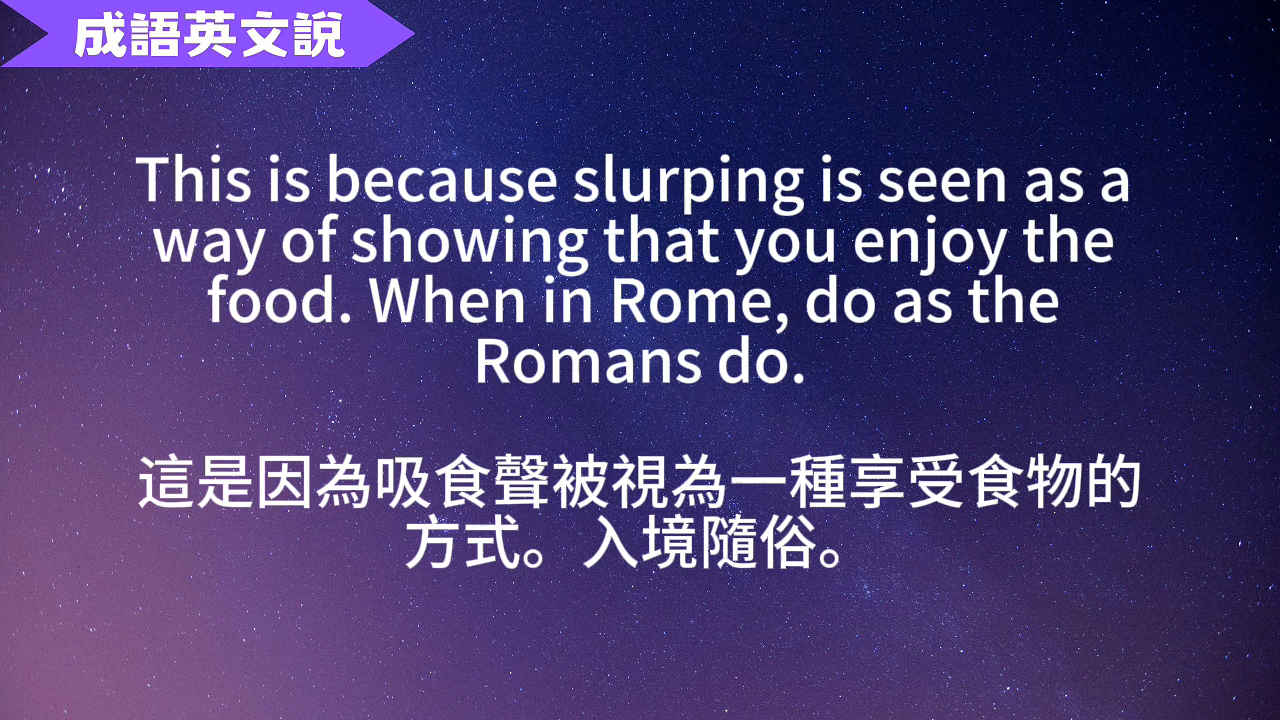 成語英文說
This is because slurping is seen as a
way of showing that you enjoy the
food. When in Rome, do as the
Romans do.
這是因為吸食聲被視為一種享受食物的
方式。入境隨俗。